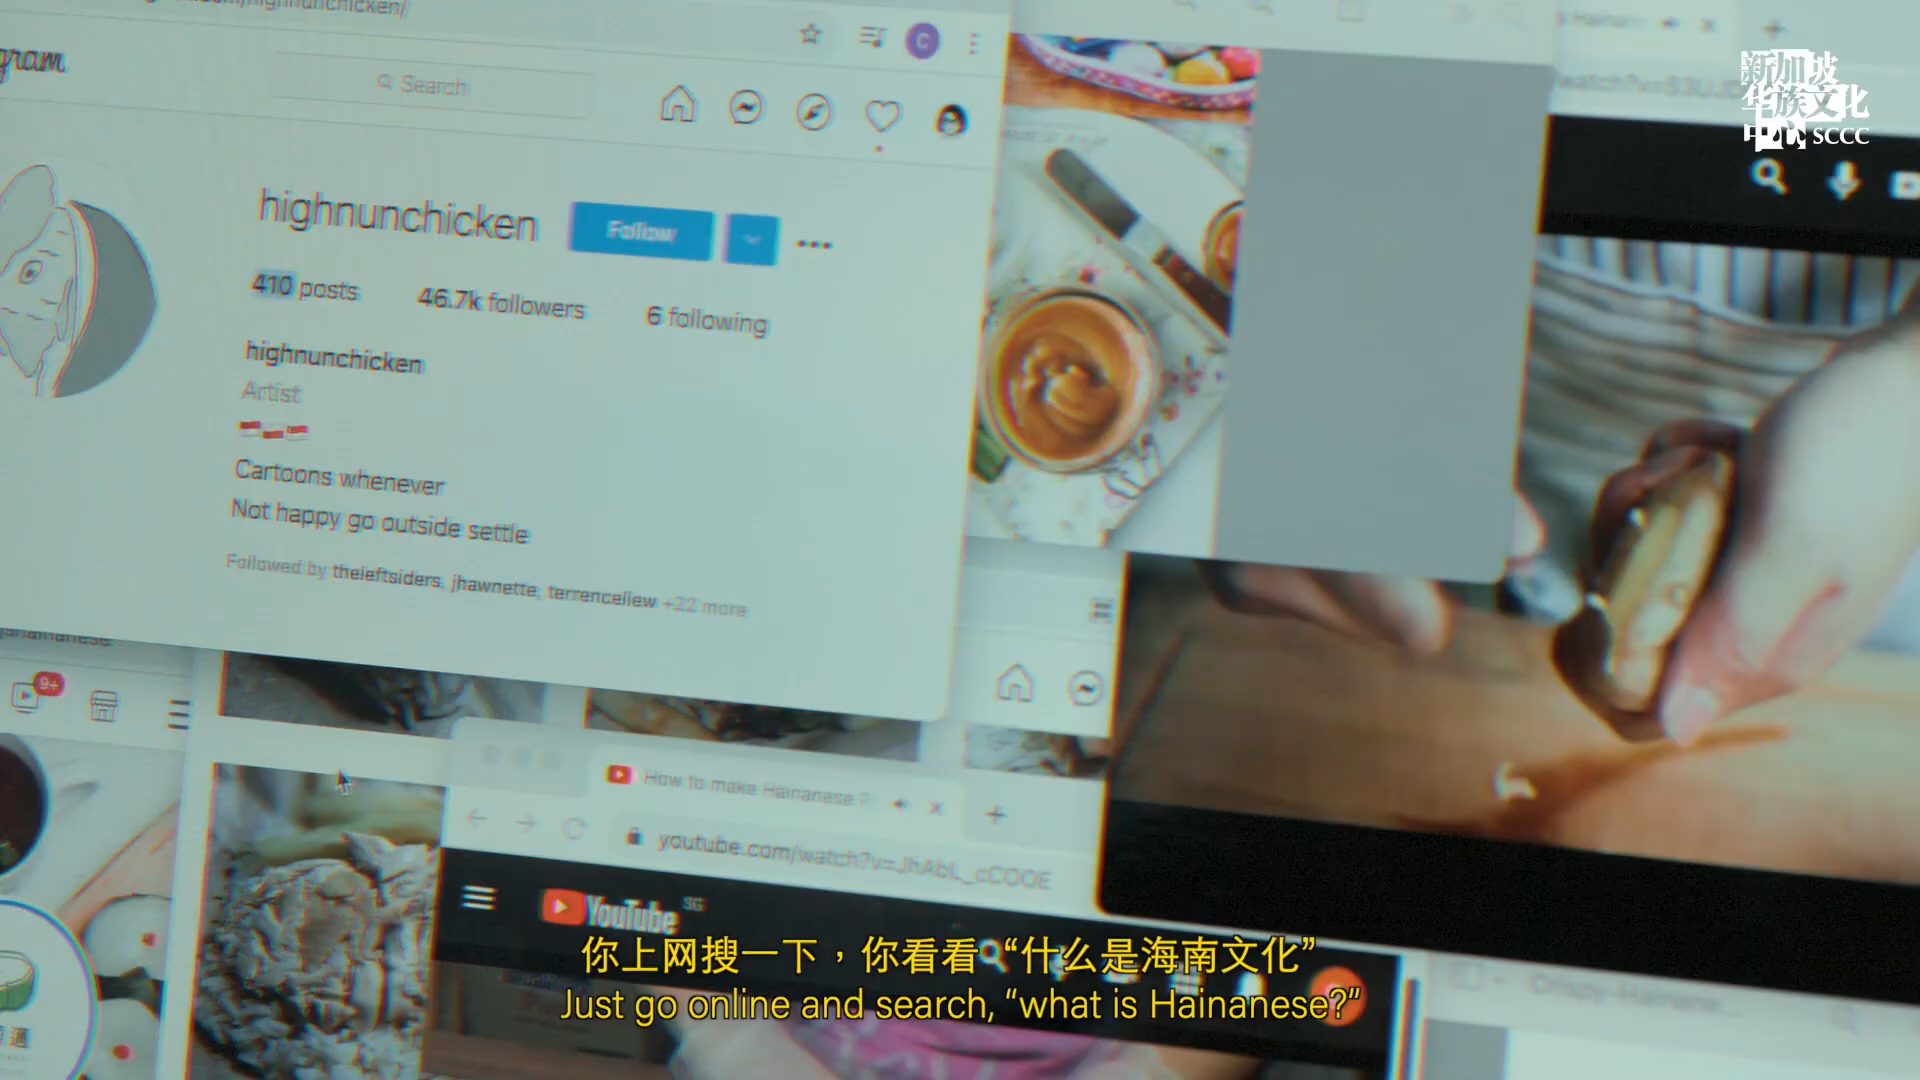 highnunchicken/
gram
Search
C
highnunchicken
Follow
410 posts
46.7k followers
6 following
highnunchicken
Artist
Cartoons whenever
Not happy go outside settle
Followed by theleftsiders, jhawnette, terrenceliew +22 more
新加坡
华族文化
中心 SCCC
9+
How to make Hainanese
youtube.com/watch?v=JhAbL_cCOQE
YouTube SG
你上网搜一下，你看看 “什么是海南文化”
Just go online and search, “what is Hainanese?”